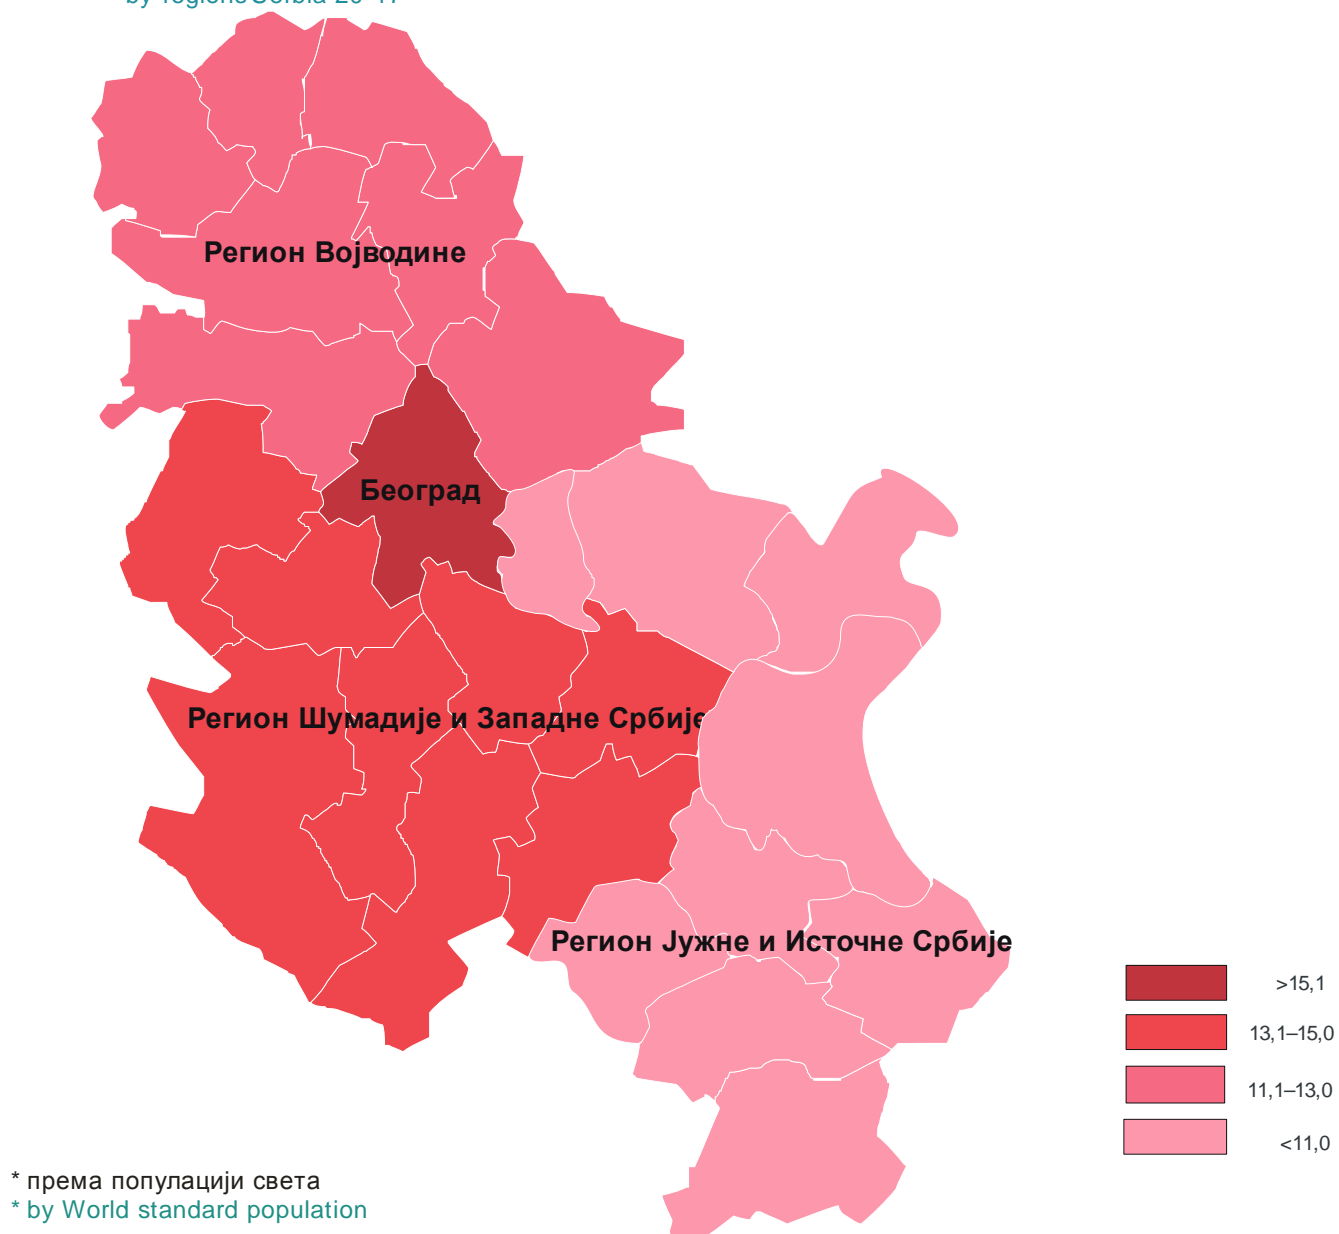 Регион Војводине
Београд
Регион Шумадије и Западне Србије
Регион Јужне и Источне Србије
>15,1
13,1–15,0
11,1–13,0
<11,0
* према популацији света
* by World standard population